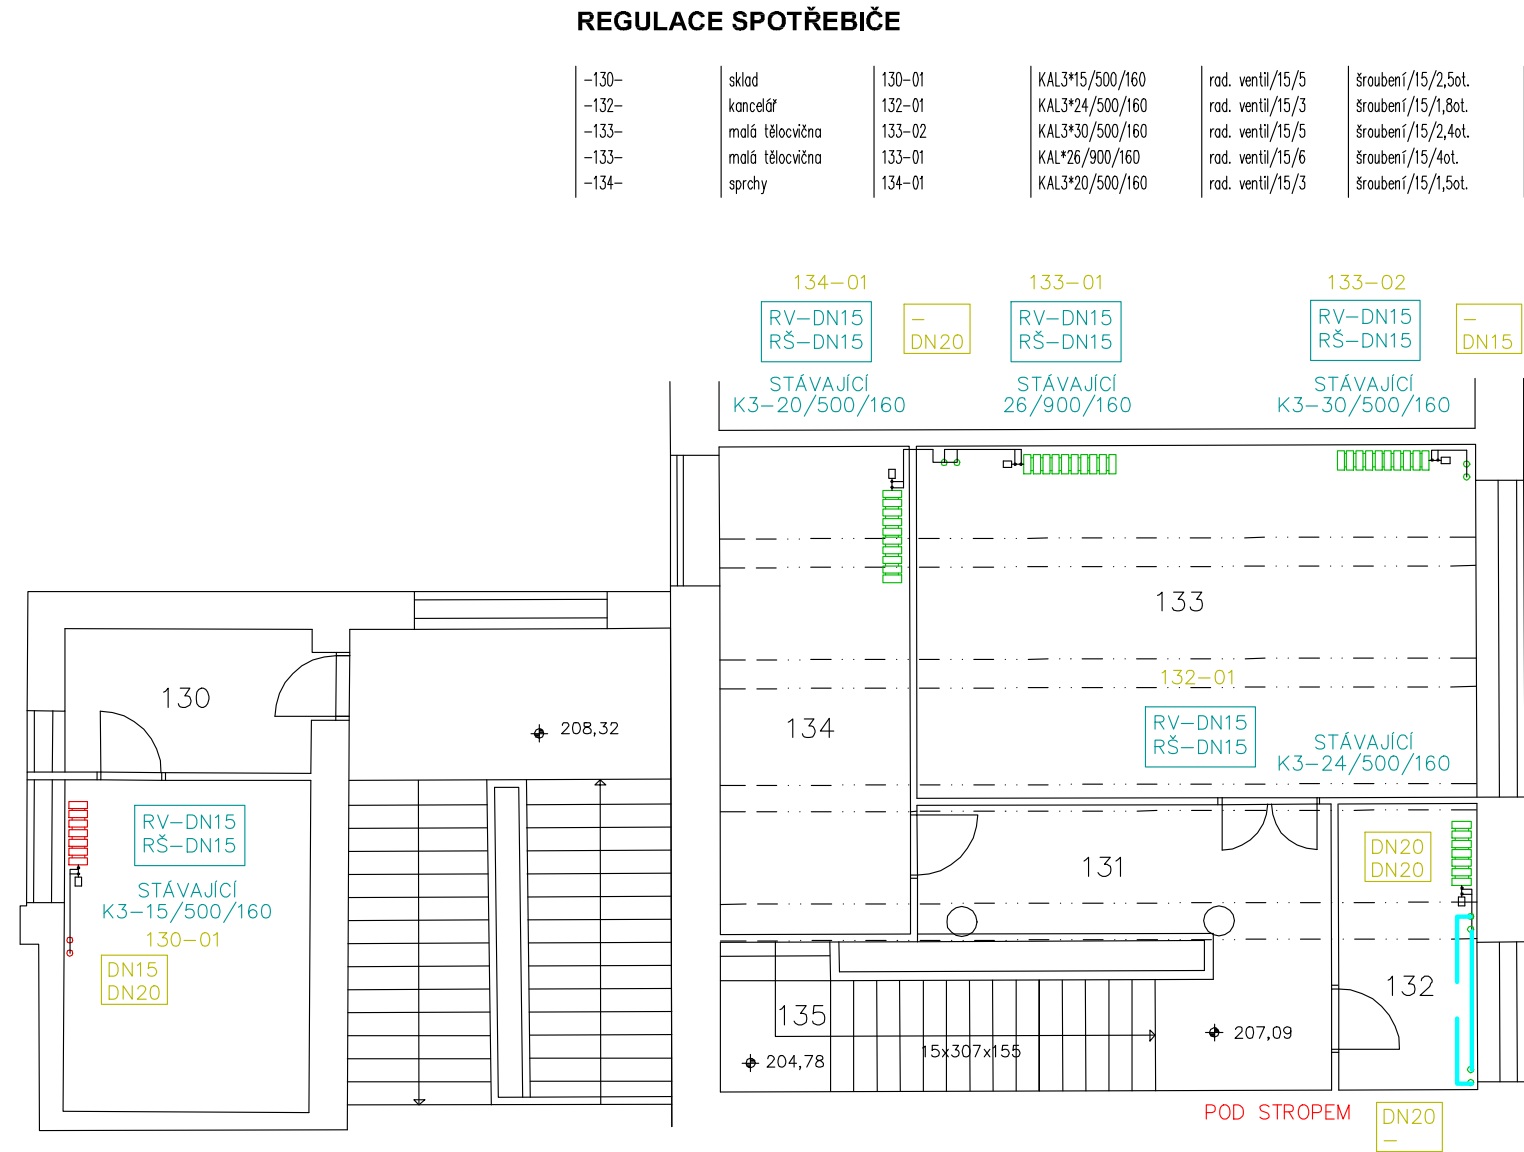 REGULACE SPOTŘEBIČE
-130- sklad 130-01 KAL3*15/500/160 rad. ventil/15/5 šroubení/15/2,5ot.
-132- kancelář 132-01 KAL3*24/500/160 rad. ventil/15/3 šroubení/15/1,8ot.
-133- malá tělocvična 133-02 KAL3*30/500/160 rad. ventil/15/5 šroubení/15/2,4ot.
-133- malá tělocvična 133-01 KAL*26/900/160 rad. ventil/15/6 šroubení/15/4ot.
-134- sprchy 134-01 KAL3*20/500/160 rad. ventil/15/3 šroubení/15/1,5ot.
134-01
RV-DN15
RŠ-DN15
-
DN20
STÁVAJÍCÍ
K3-20/500/160
133-01
RV-DN15
RŠ-DN15
STÁVAJÍCÍ
26/900/160
133-02
RV-DN15
RŠ-DN15
-
DN15
STÁVAJÍCÍ
K3-30/500/160
133
132-01
RV-DN15
RŠ-DN15
STÁVAJÍCÍ
K3-24/500/160
130
208,32
134
RV-DN15
RŠ-DN15
STÁVAJÍCÍ
K3-15/500/160
130-01
DN15
DN20
131
DN20
DN20
132
135
204,78
15x307x155
207,09
POD STROPEM
DN20
-